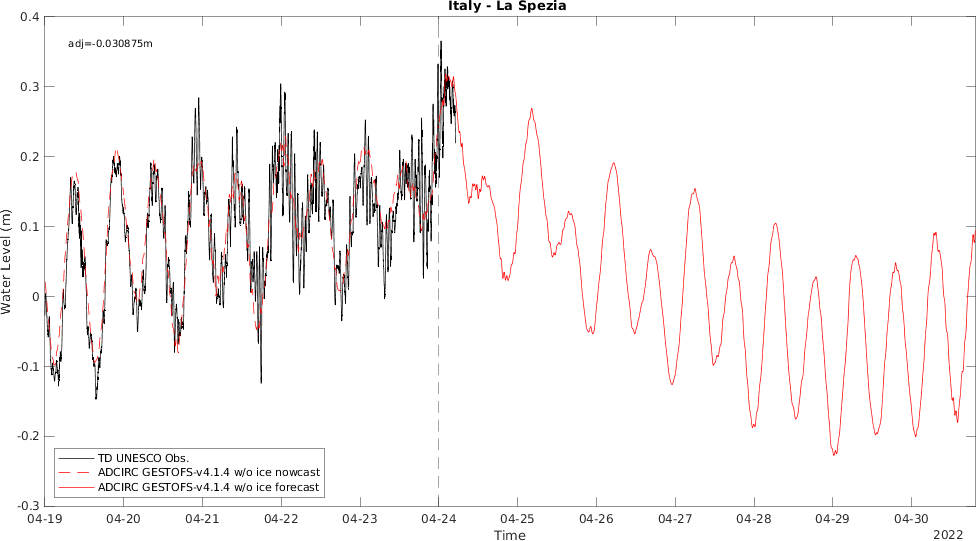 Italy - La Spezia
0.4
0.3
0.2
0.1
0
-0.1
-0.2
-0.3
Water Level (m)
adj=-0.030875m
TD UNESCO Obs.
ADCIRC GESTOFS-v4.1.4 w/o ice nowcast
ADCIRC GESTOFS-v4.1.4 w/o ice forecast
04-19 04-20 04-21 04-22 04-23 04-24 04-25 04-26 04-27 04-28 04-29 04-30
Time
2022